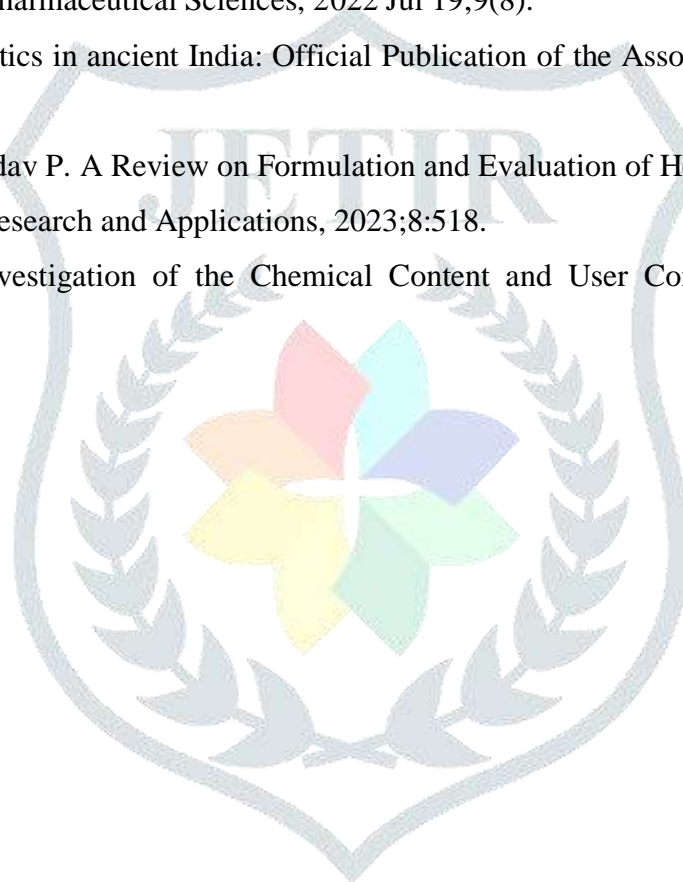 harmaceutical Sciences, 2022 Jul 19;9(8).
tics in ancient India: Official Publication of the Asso
dav P. A Review on Formulation and Evaluation of H
esearch and Applications, 2023;8:518.
vestigation of the Chemical Content and User Co
JETIR